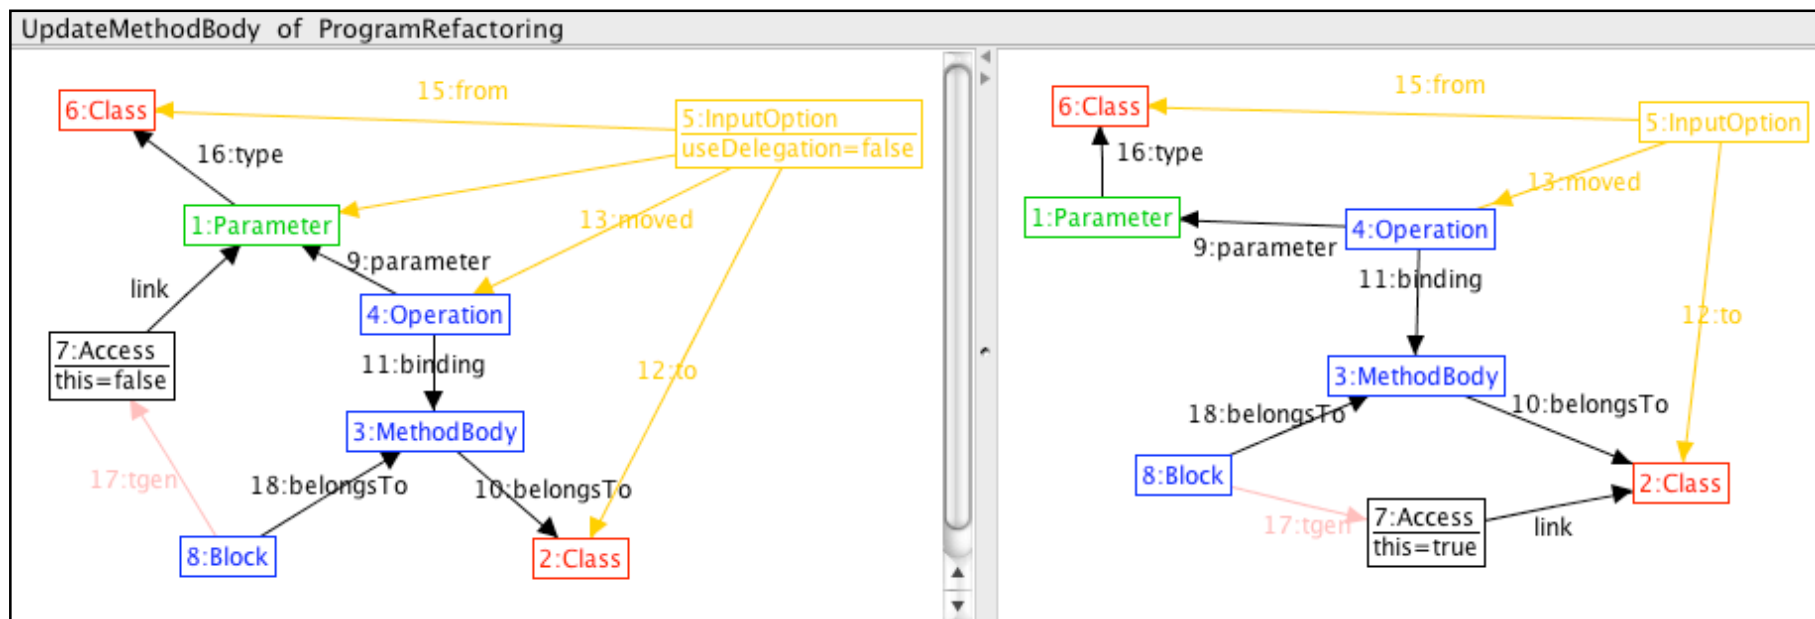 UpdateMethodBody of ProgramRefactoring
15:from
6:Class
5:InputOption
useDelegation=false
16:type
1:Parameter
13:moved
9:parameter
link
4:Operation
7:Access
this=false
11:binding
12:to
3:MethodBody
17:tgen
18:belongsTo
10:belongsTo
8:Block
2:Class
15:from
6:Class
5:InputOption
16:type
13:moved
1:Parameter
4:Operation
9:parameter
11:binding
12:to
3:MethodBody
18:belongsTo
10:belongsTo
8:Block
2:Class
17:tgen
7:Access
this=true
link